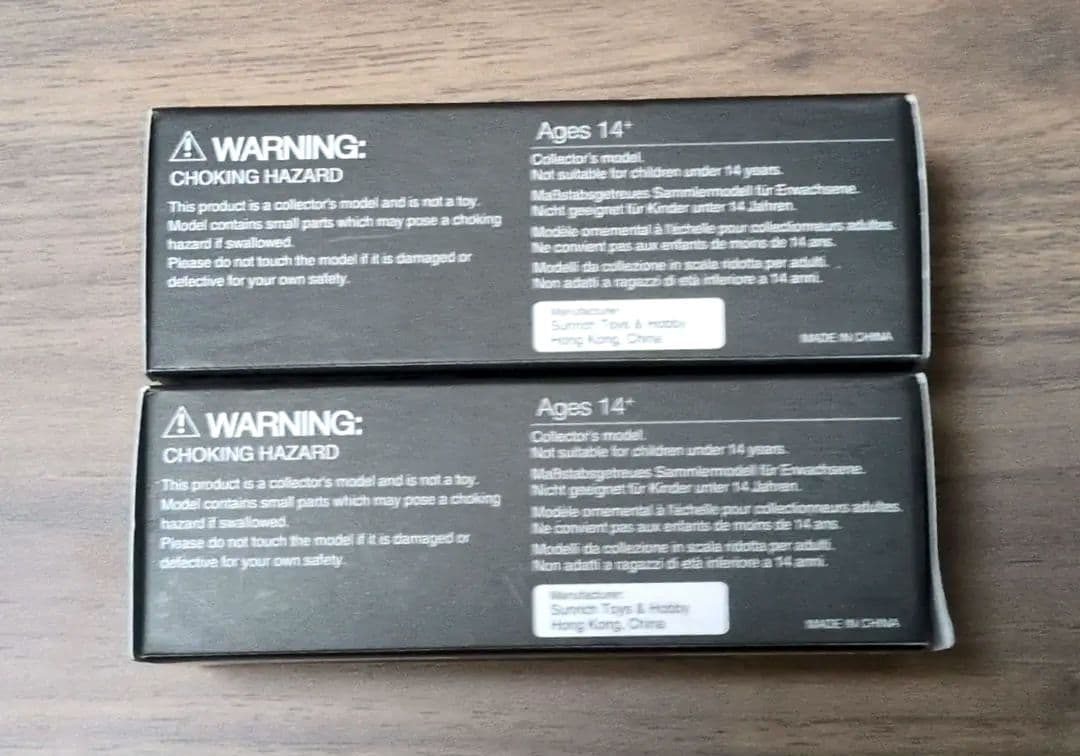 WARNING:
CHOKING HAZARD
This product is a collector's model and is not a toy.
Model contains small parts which may pose a choking
hazard if swallowed.
Please do not touch the model if it is damaged or
defective for your own safety.
Ages 14+
Collector's model.
Not suitable for children under 14 years.
Maßstabsgetreues Sammlermodell für Erwachsene.
Nicht geeignet für Kinder unter 14 Jahren.
Modèle ornemental à l'échelle pour collectionneurs adultes.
Ne convient pas aux enfants de moins de 14 ans.
Modelli da collezione in scala ridotta per adulti.
Non adatti a ragazzi di età inferiore a 14 anni.
Manufacturer:
Sunrich Toys & Hobby
Hong Kong, China
MADE IN CHINA
WARNING:
CHOKING HAZARD
This product is a collector's model and is not a toy.
Model contains small parts which may pose a choking
hazard if swallowed.
Please do not touch the model if it is damaged or
defective for your own safety.
Ages 14+
Collector's model.
Not suitable for children under 14 years.
Maßstabsgetreues Sammlermodell für Erwachsene.
Nicht geeignet für Kinder unter 14 Jahren.
Modèle ornemental à l'échelle pour collectionneurs adultes.
Ne convient pas aux enfants de moins de 14 ans.
Modelli da collezione in scala ridotta per adulti.
Non adatti a ragazzi di età inferiore a 14 anni.
Manufacturer:
Sunrich Toys & Hobby
Hong Kong, China
MADE IN CHINA